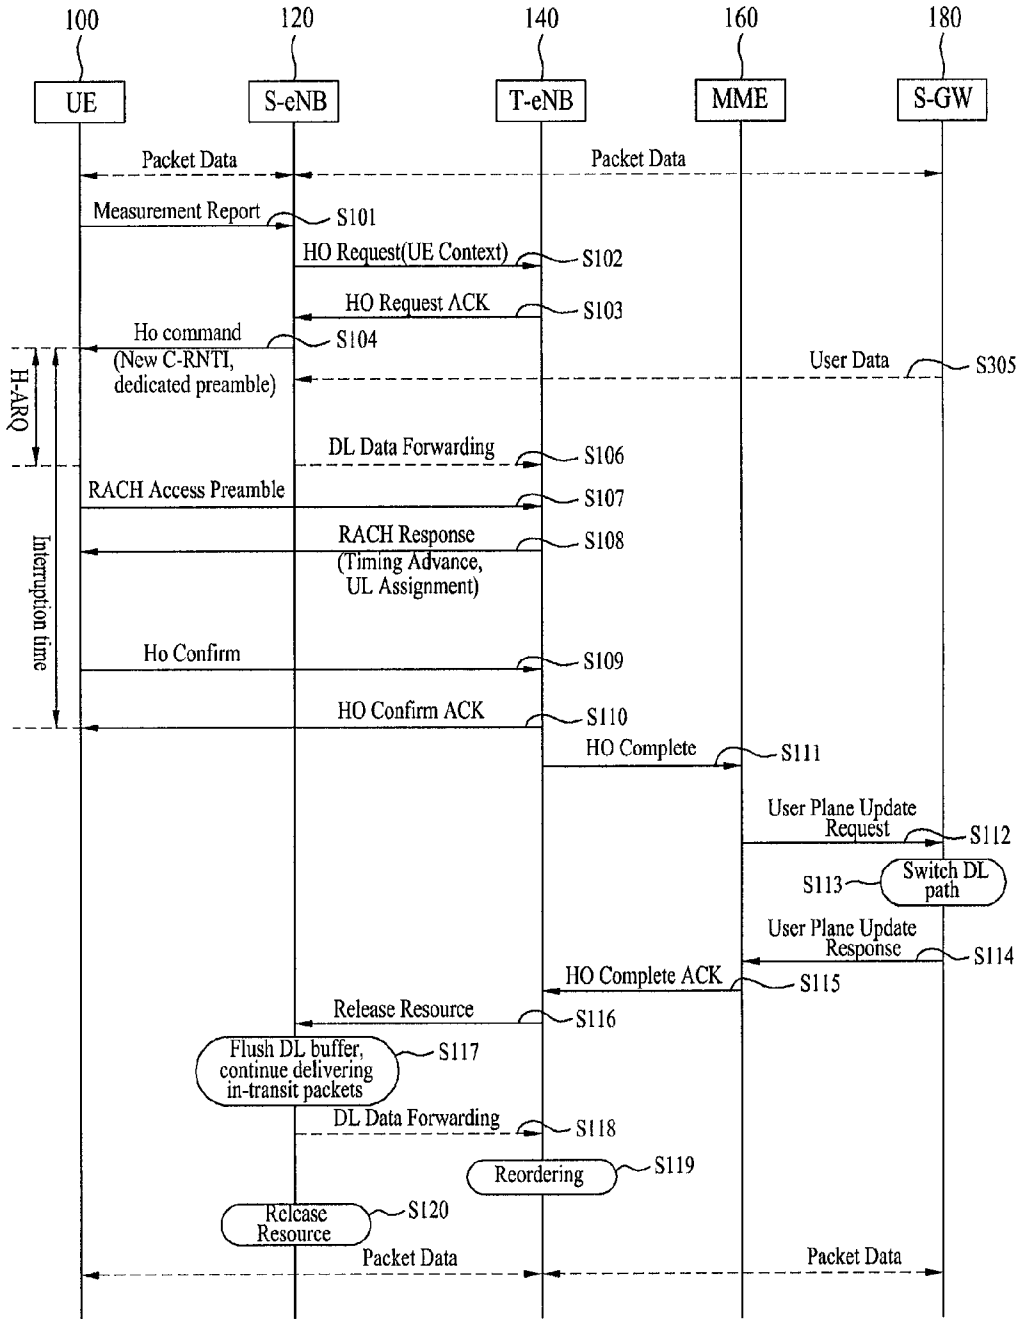 100
120
140
160
180
UE
S-eNB
T-eNB
MME
S-GW
Packet Data
Packet Data
Measurement Report
S101
HO Request(UE Context)
S102
HO Request ACK
S103
Ho command
S104
(New C-RNTI,
dedicated preamble)
User Data
S305
H-ARQ
DL Data Forwarding
S106
RACH Access Preamble
S107
RACH Response
S108
(Timing Advance,
UL Assignment)
Interruption time
Ho Confirm
S109
HO Confirm ACK
S110
HO Complete
S111
User Plane Update
Request
S112
Switch DL
path
S113
User Plane Update
Response
S114
HO Complete ACK
S115
Release Resource
S116
Flush DL buffer,
continue delivering
in-transit packets
S117
DL Data Forwarding
S118
Reordering
S119
Release
Resource
S120
Packet Data
Packet Data